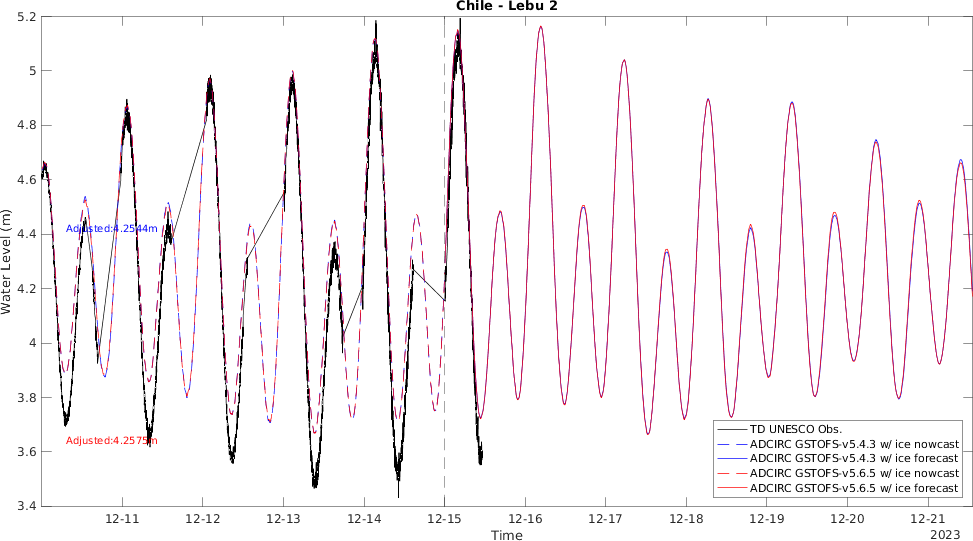 Chile - Lebu 2
5.2
5
4.8
4.6
4.4
4.2
4
3.8
3.6
3.4
Water Level (m)
Adjusted:4.2544m
Adjusted:4.2575m
TD UNESCO Obs.
ADCIRC GSTOFS-v5.4.3 w/ ice nowcast
ADCIRC GSTOFS-v5.4.3 w/ ice forecast
ADCIRC GSTOFS-v5.6.5 w/ ice nowcast
ADCIRC GSTOFS-v5.6.5 w/ ice forecast
12-11 12-12 12-13 12-14 12-15 12-16 12-17 12-18 12-19 12-20 12-21
Time
2023